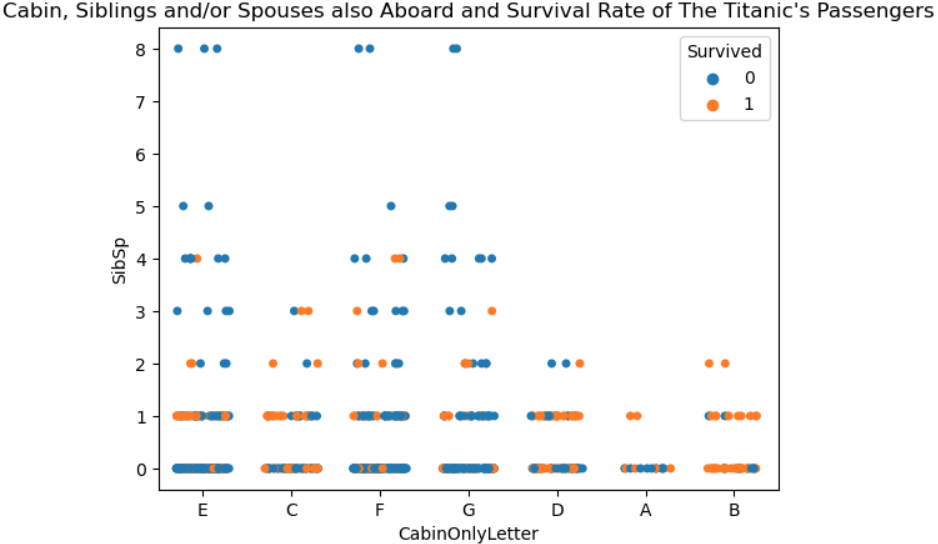 Cabin, Siblings and/or Spouses also Aboard and Survival Rate of The Titanic's Passengers
Survived
0
1
8
7
6
5
4
3
2
1
0
SibSp
E C F G D A B
CabinOnlyLetter